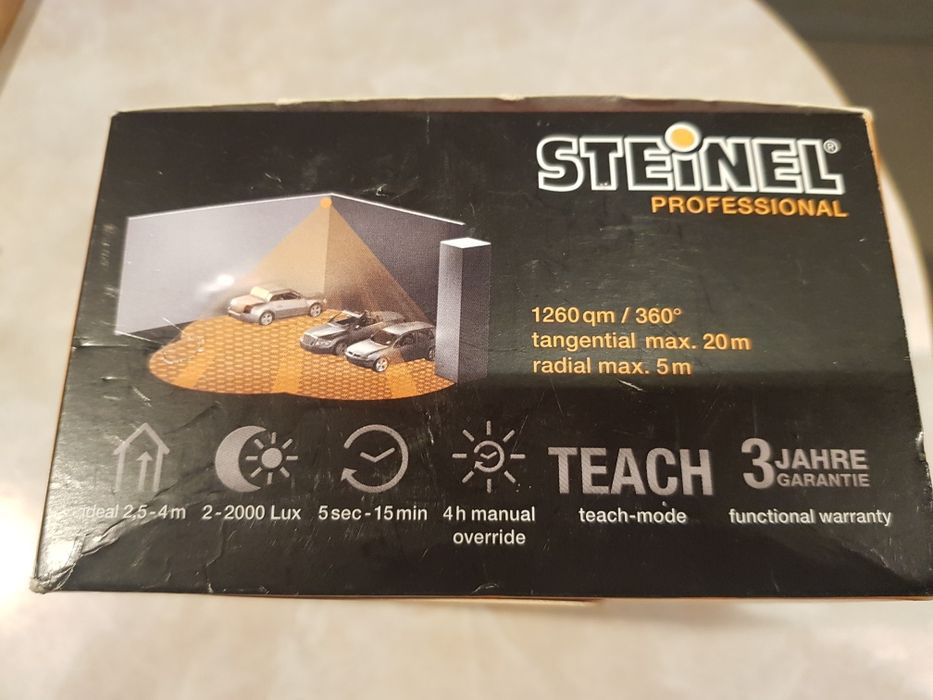 STEiNEL®
PROFESSIONAL
1260 qm / 360°
tangential max. 20 m
radial max. 5 m
ideal 2,5-4 m
2-2000 Lux
5 sec-15 min
4 h manual
override
TEACH
teach-mode
3 JAHRE
GARANTIE
functional warranty